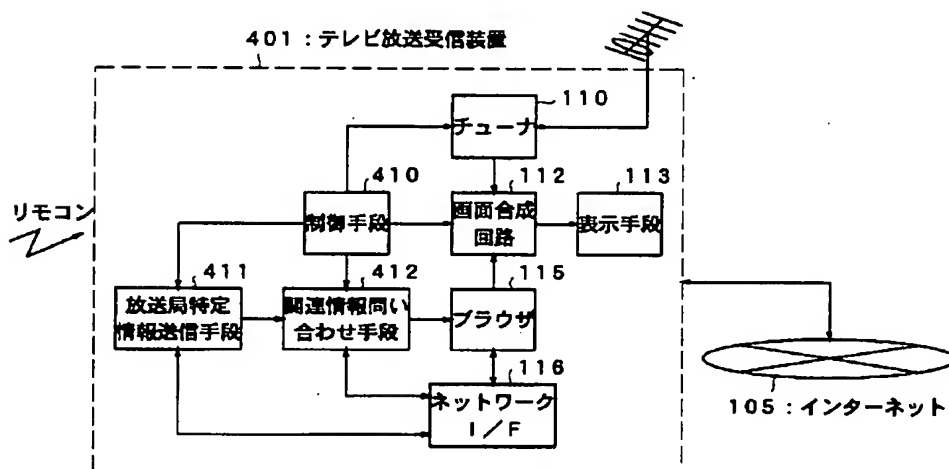 401：テレビ放送受信装置
110
チューナ
410
制御手段
112
画面合成
回路
113
表示手段
リモコン
411
放送局特定
情報送信手段
412
関連情報問い
合わせ手段
115
ブラウザ
116
ネットワーク
I／F
105：インターネット